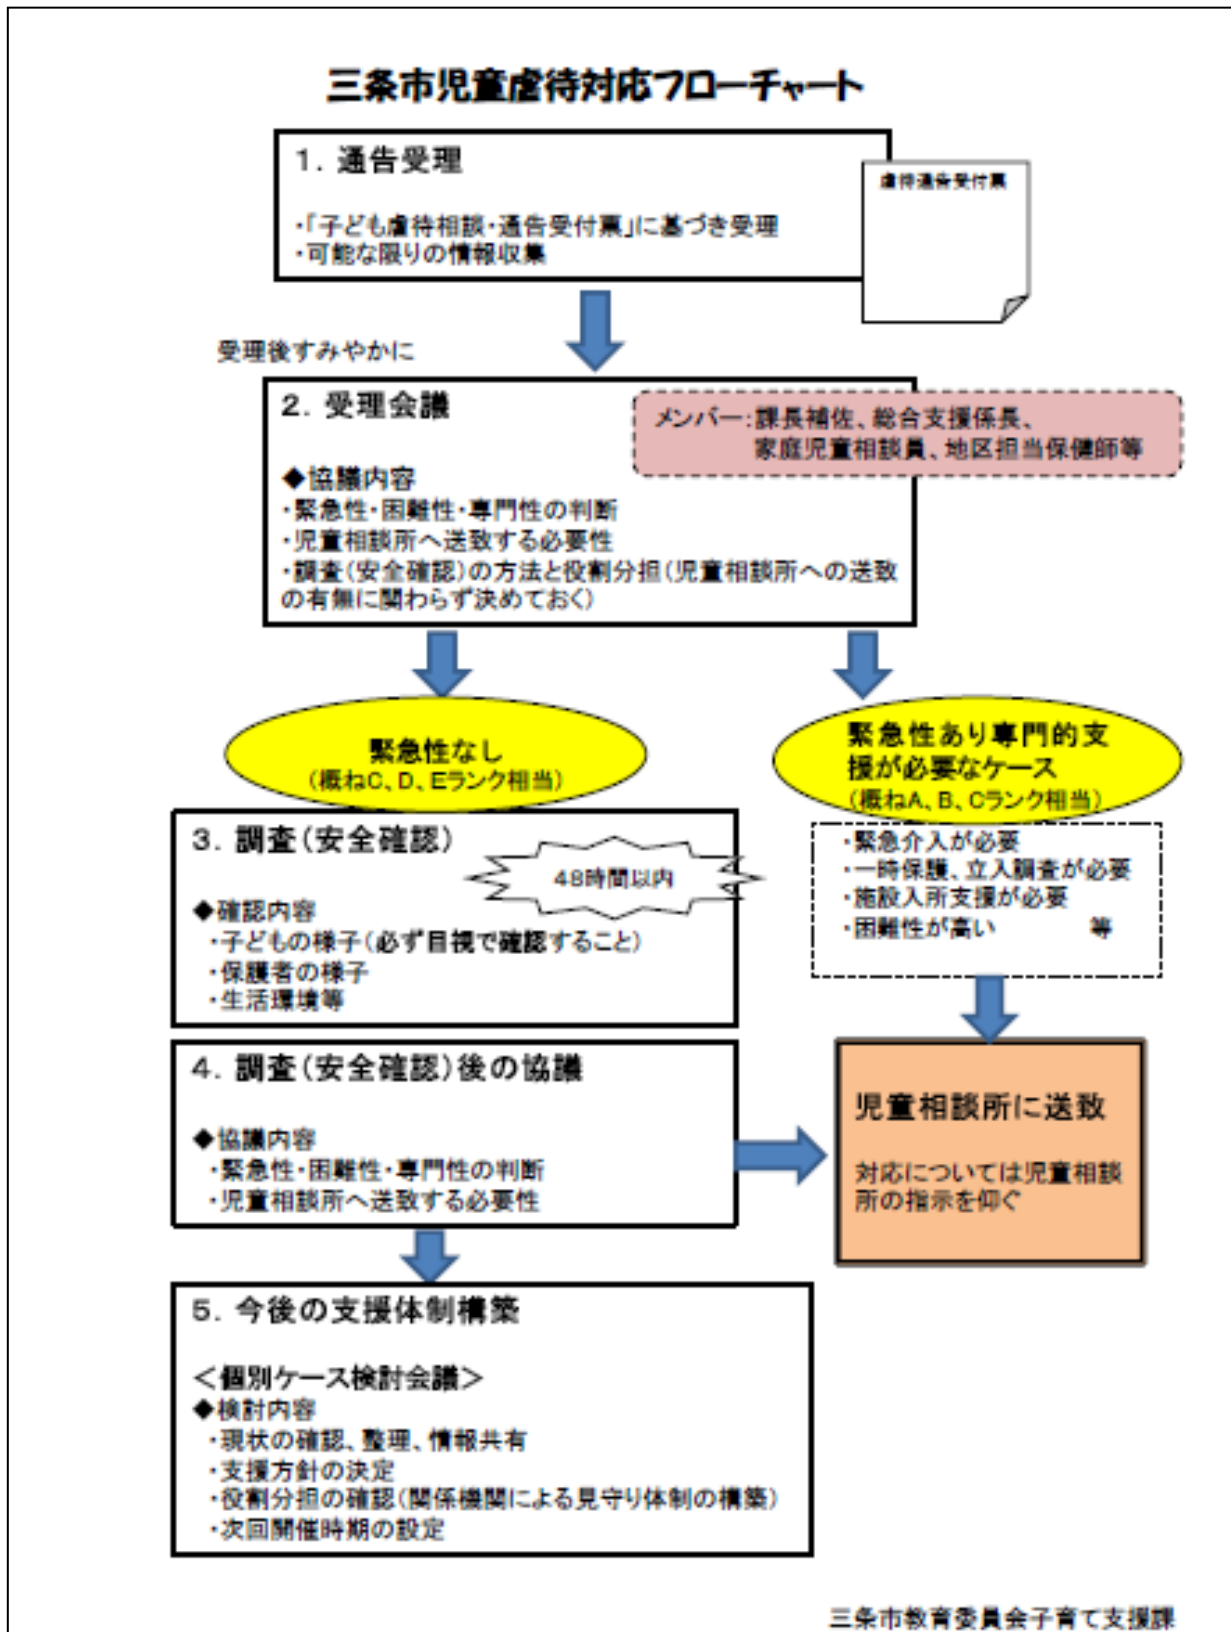 三条市児童虐待対応フローチャート
1. 通告受理
・「子ども虐待相談・通告受付票」に基づき受理
・可能な限りの情報収集
虐待通告受付票
受理後すみやかに
2. 受理会議
メンバー:課長補佐、総合支援係長、
家庭児童相談員、地区担当保健師等
◆協議内容
・緊急性・困難性・専門性の判断
・児童相談所へ送致する必要性
・調査(安全確認)の方法と役割分担(児童相談所への送致
の有無に関わらず決めておく)
緊急性なし
(概ねC、D、Eランク相当)
緊急性あり専門的支
援が必要なケース
(概ねA、B、Cランク相当)
・緊急介入が必要
・一時保護、立入調査が必要
・施設入所支援が必要
・困難性が高い 等
3. 調査(安全確認)
48時間以内
◆確認内容
・子どもの様子(必ず目視で確認すること)
・保護者の様子
・生活環境等
4. 調査(安全確認)後の協議
◆協議内容
・緊急性・困難性・専門性の判断
・児童相談所へ送致する必要性
児童相談所に送致
対応については児童相談
所の指示を仰ぐ
5. 今後の支援体制構築
<個別ケース検討会議>
◆検討内容
・現状の確認、整理、情報共有
・支援方針の決定
・役割分担の確認(関係機関による見守り体制の構築)
・次回開催時期の設定
三条市教育委員会子育て支援課